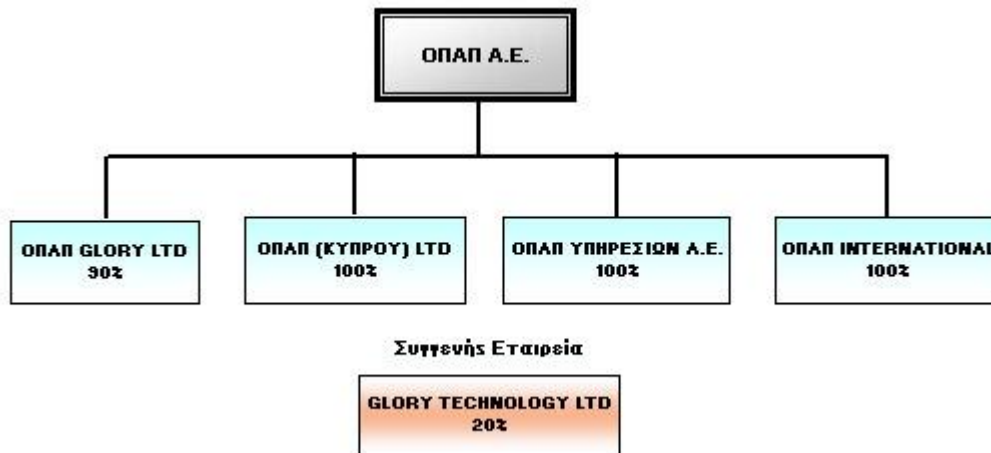 ΟΠΑΠ Α.Ε.
ΟΠΑΠ GLORY LTD
90%
ΟΠΑΠ (ΚΥΠΡΟΥ) LTD
100%
ΟΠΑΠ ΥΠΗΡΕΣΙΩΝ Α.Ε.
100%
ΟΠΑΠ INTERNATIONAL
100%
Συγγενής Εταιρεία
GLORY TECHNOLOGY LTD
20%